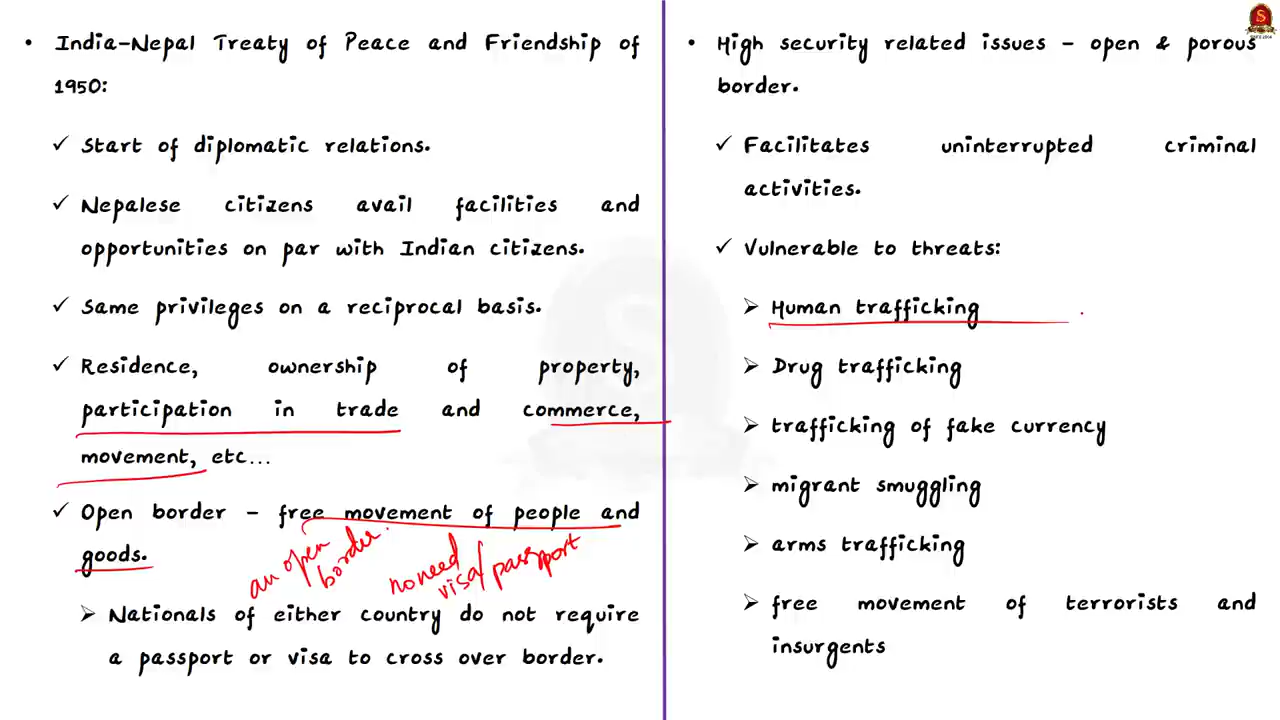 • India-Nepal Treaty of Peace and Friendship of
1950:
✓ Start of diplomatic relations.
✓ Nepalese citizens avail facilities and
opportunities on par with Indian citizens.
✓ Same privileges on a reciprocal basis.
✓ Residence, ownership of property,
participation in trade and commerce,
movement, etc...
✓ Open border - free movement of people and
goods.
an open
border.
no need
visa/passport
➢ Nationals of either country do not require
a passport or visa to cross over border.
• High security related issues - open & porous
border.
✓ Facilitates uninterrupted criminal
activities.
✓ Vulnerable to threats:
➢ Human trafficking
➢ Drug trafficking
➢ trafficking of fake currency
➢ migrant smuggling
➢ arms trafficking
➢ free movement of terrorists and
insurgents